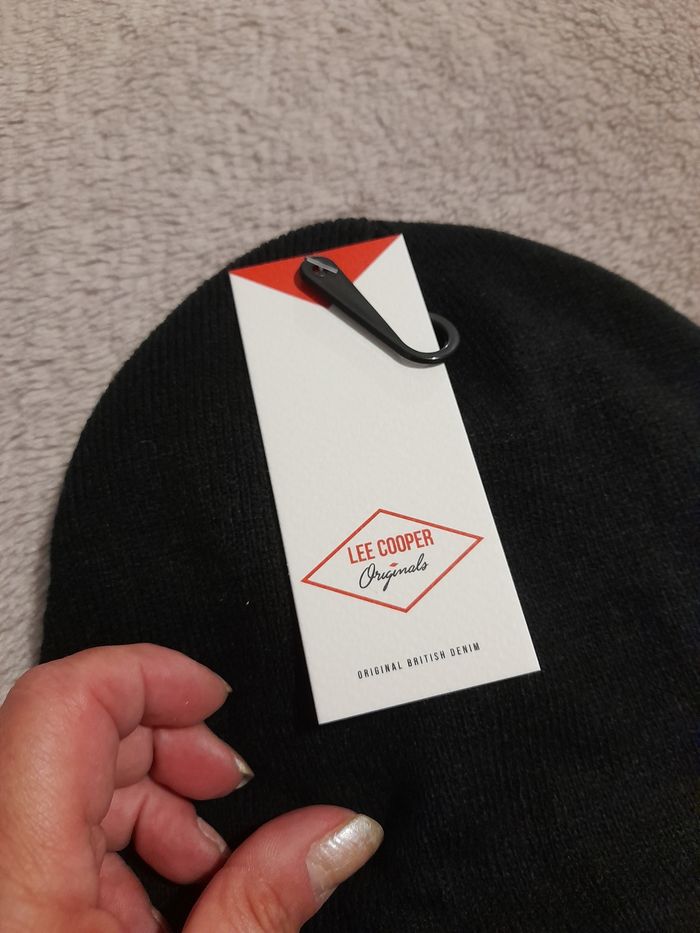 LEE COOPER
Originals
ORIGINAL BRITISH DENIM